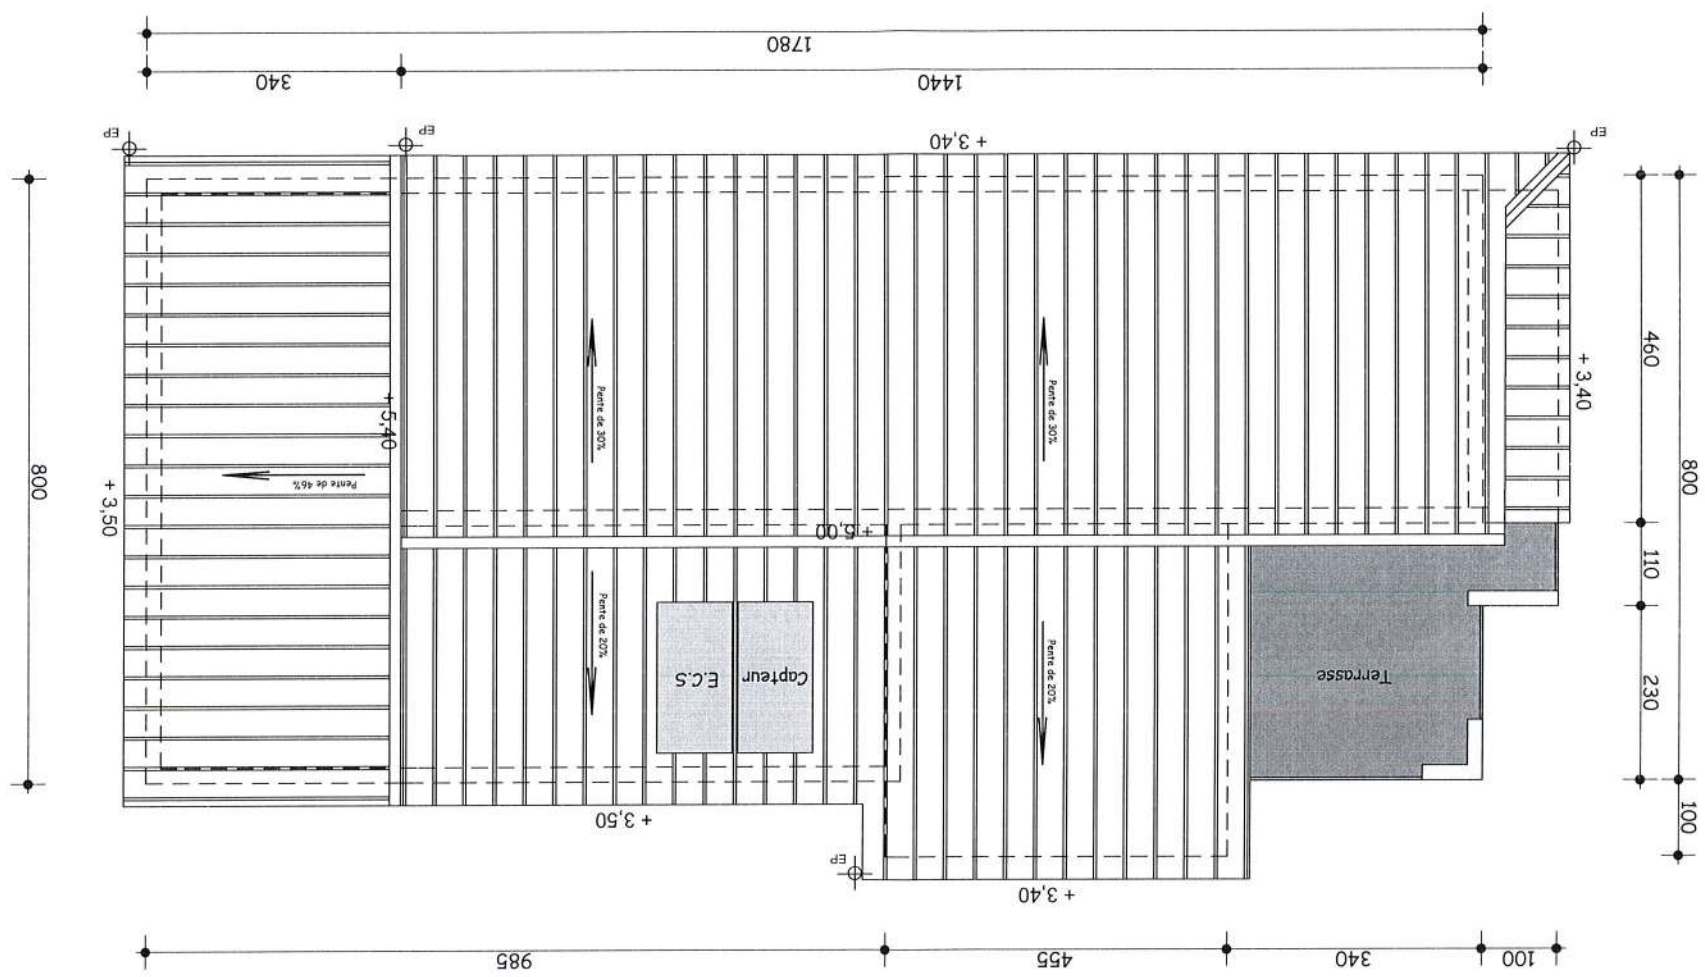 1780
340
1440
EP
EP
+ 3,40
EP
800
460
+ 3,40
Pente de 30%
Pente de 30%
+ 5,40
800
Pente de 46%
+ 3,50
+ 5,00
110
Pente de 20%
Pente de 20%
E.C.S
Capteur
Terrasse
230
+ 3,50
100
EP
+ 3,40
985
455
340
100